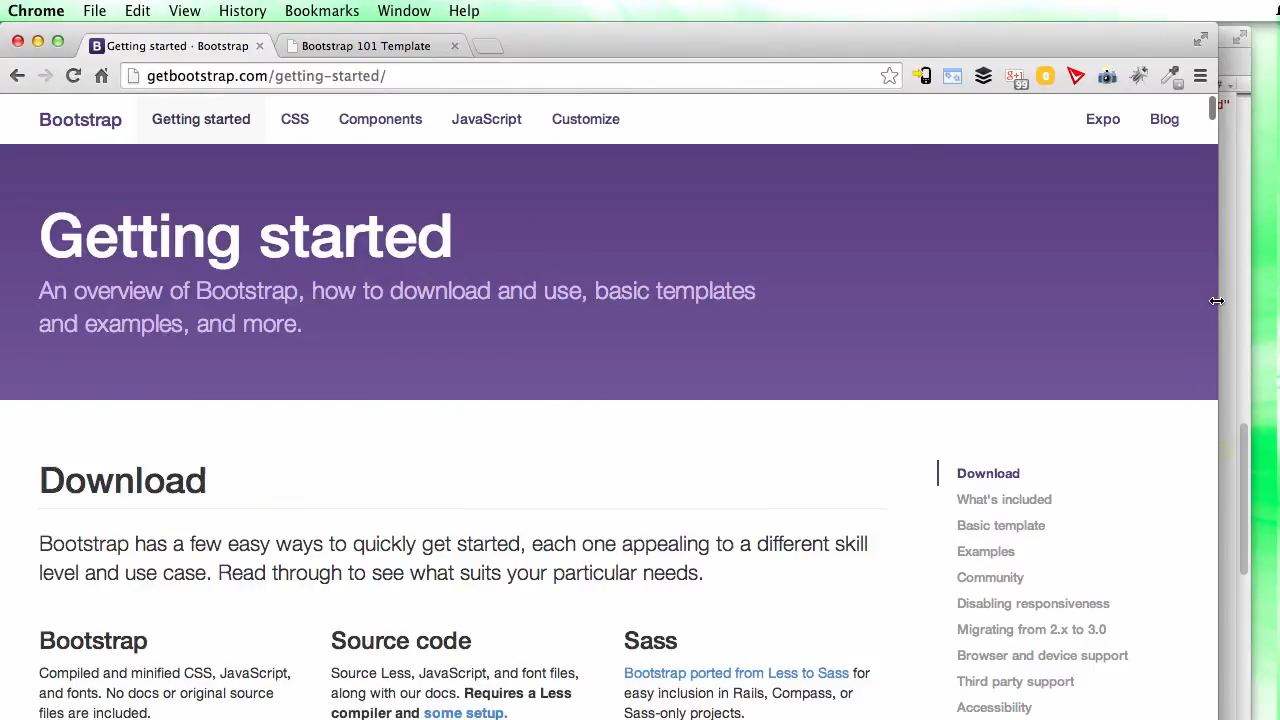 Chrome File Edit View History Bookmarks Window Help
Getting started · Bootstrap Bootstrap 101 Template
getbootstrap.com/getting-started/
Bootstrap Getting started CSS Components JavaScript Customize Expo Blog
Getting started
An overview of Bootstrap, how to download and use, basic templates
and examples, and more.
Download
Bootstrap has a few easy ways to quickly get started, each one appealing to a different skill
level and use case. Read through to see what suits your particular needs.
Bootstrap
Compiled and minified CSS, JavaScript,
and fonts. No docs or original source
files are included.
Source code
Source Less, JavaScript, and font files,
along with our docs. Requires a Less
compiler and some setup.
Sass
Bootstrap ported from Less to Sass for
easy inclusion in Rails, Compass, or
Sass-only projects.
Download
What's included
Basic template
Examples
Community
Disabling responsiveness
Migrating from 2.x to 3.0
Browser and device support
Third party support
Accessibility